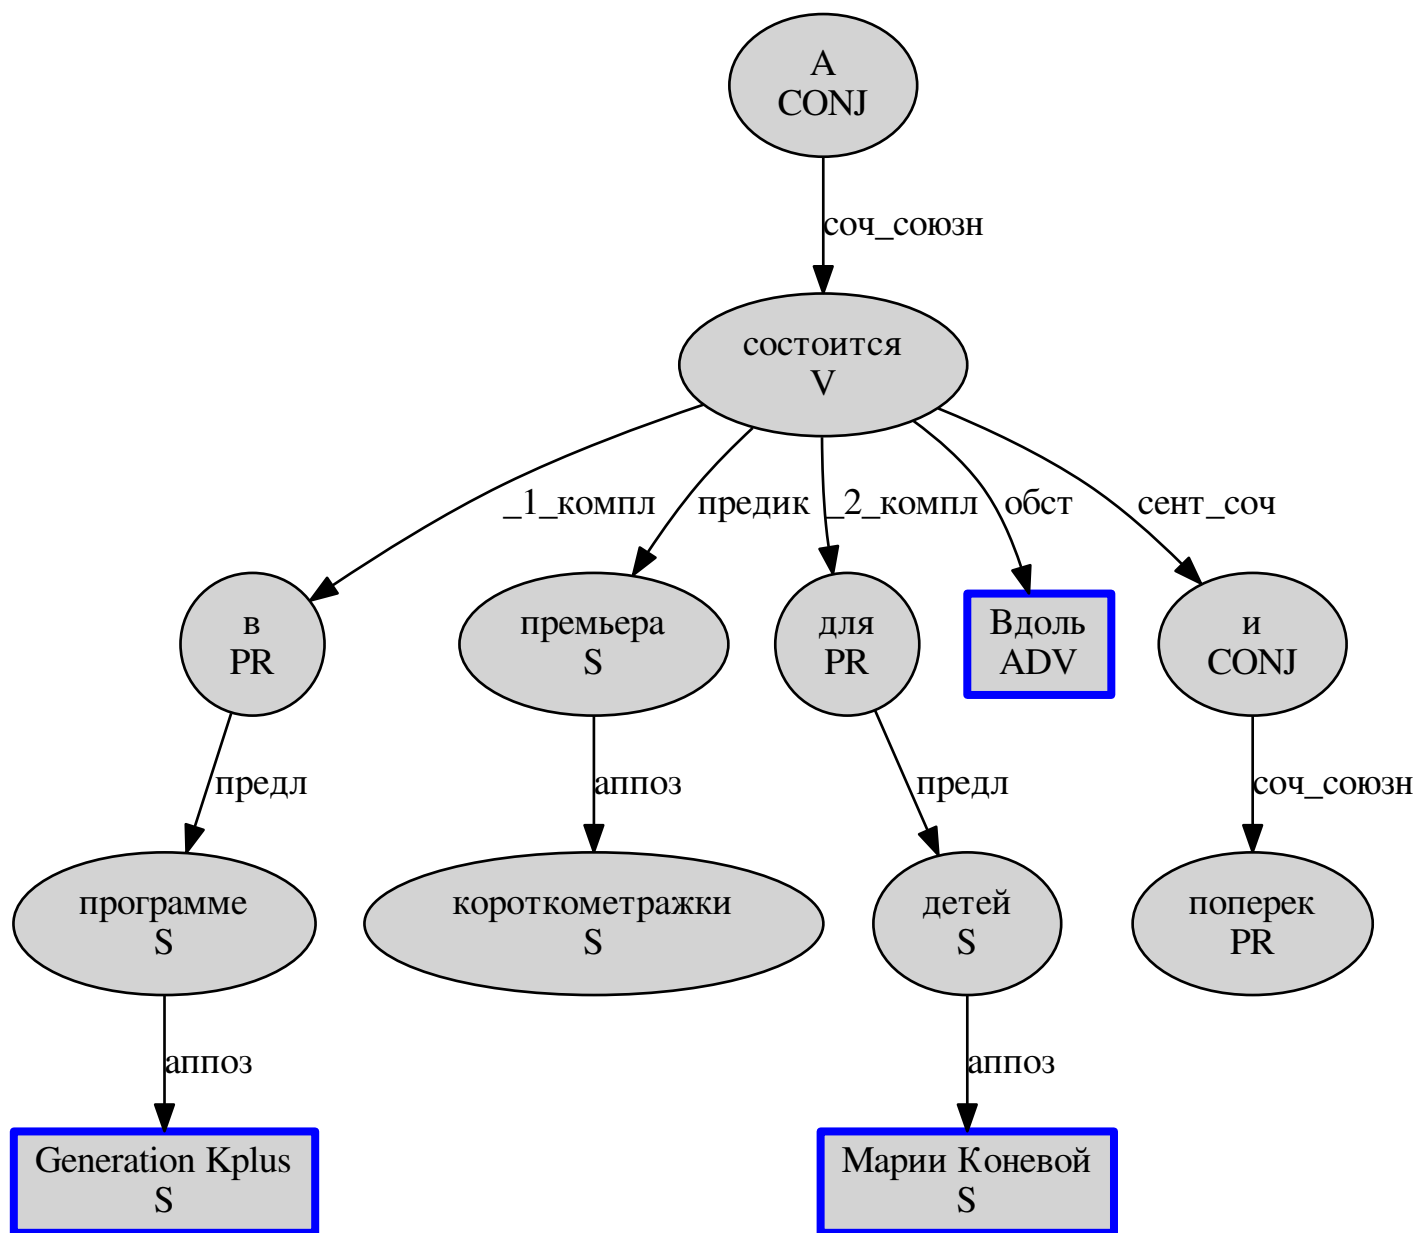 А
CONJ
соч_союзн
состоится
V
_1_компл
предик
_2_компл
обст
сент_соч
в
PR
премьера
S
для
PR
Вдоль
ADV
и
CONJ
предл
аппоз
предл
соч_союзн
программе
S
короткометражки
S
детей
S
поперек
PR
аппоз
аппоз
Generation Kplus
S
Марии Коневой
S